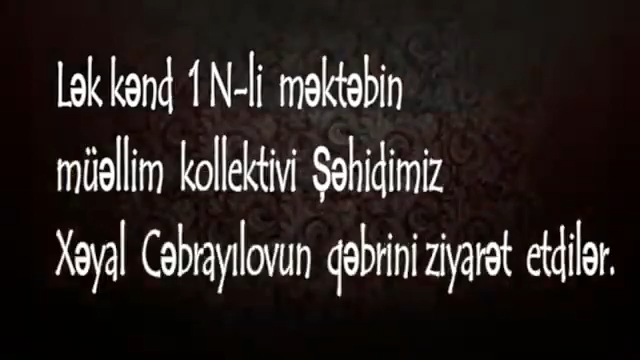 Lək kənd 1 N-li məktəbin
müəllim kollektivi Şəhidimiz
Xəyal Cəbrayılovun qəbrini ziyarət etdilər.